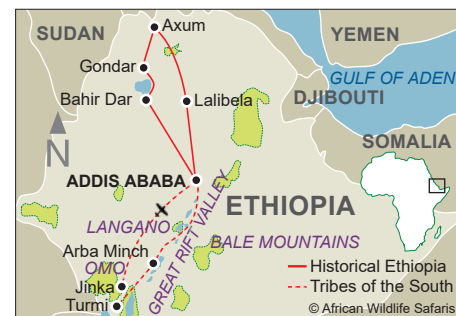 Axum
SUDAN
YEMEN
Gondar
GULF OF ADEN
Bahir Dar
Lalibela
DJIBOUTI
N
SOMALIA
ADDIS ABABA
ETHIOPIA
LANGANO
GREAT RIFT VALLEY
BALE MOUNTAINS
Arba Minch
OMO
Jinka
Turmi
Historical Ethiopia
Tribes of the South
© African Wildlife Safaris